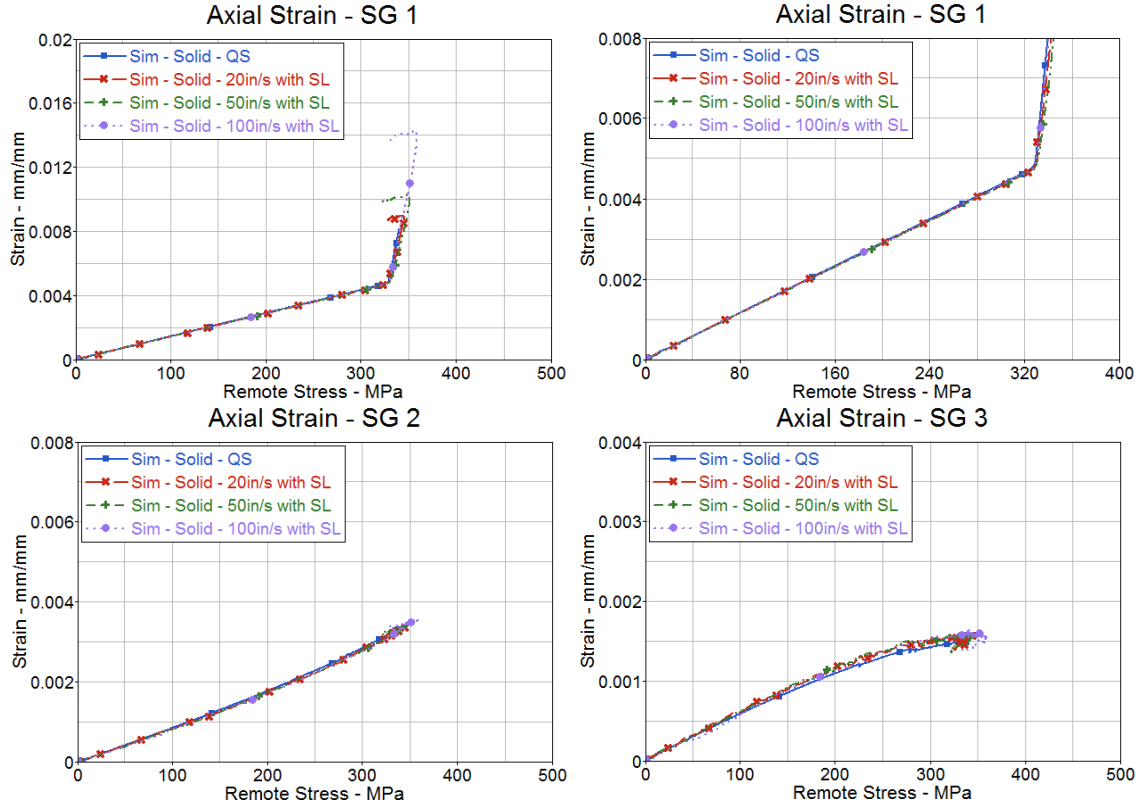 Axial Strain - SG 1
0.02
0.016
0.012
0.008
0.004
0
Strain - mm/mm
Sim - Solid - QS
Sim - Solid - 20in/s with SL
Sim - Solid - 50in/s with SL
Sim - Solid - 100in/s with SL
0 100 200 300 400 500
Remote Stress - MPa
Axial Strain - SG 1
0.008
0.006
0.004
0.002
0
Strain - mm/mm
Sim - Solid - QS
Sim - Solid - 20in/s with SL
Sim - Solid - 50in/s with SL
Sim - Solid - 100in/s with SL
0 80 160 240 320 400
Remote Stress - MPa
Axial Strain - SG 2
0.008
0.006
0.004
0.002
0
Strain - mm/mm
Sim - Solid - QS
Sim - Solid - 20in/s with SL
Sim - Solid - 50in/s with SL
Sim - Solid - 100in/s with SL
0 100 200 300 400 500
Remote Stress - MPa
Axial Strain - SG 3
0.004
0.003
0.002
0.001
0
Strain - mm/mm
Sim - Solid - QS
Sim - Solid - 20in/s with SL
Sim - Solid - 50in/s with SL
Sim - Solid - 100in/s with SL
0 100 200 300 400 500
Remote Stress - MPa